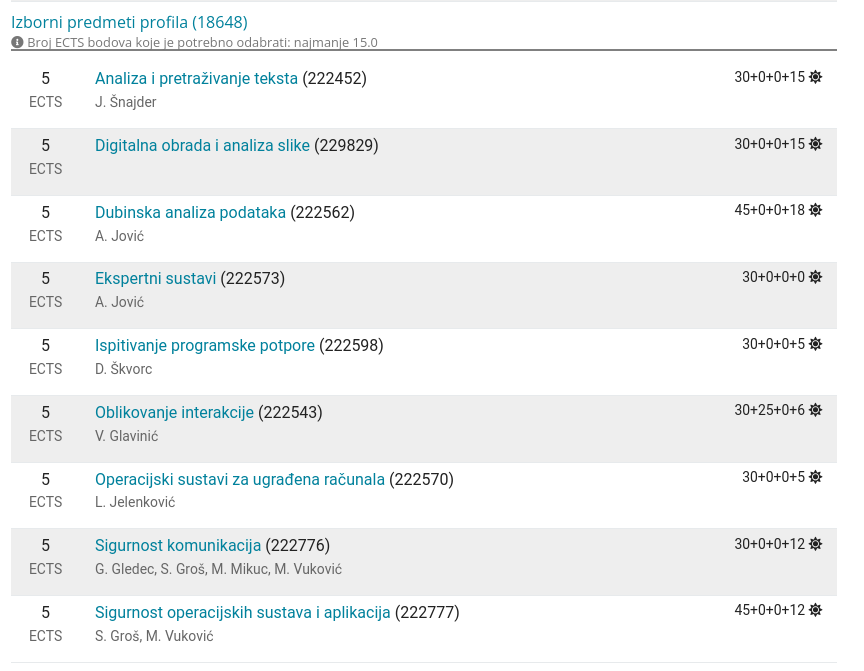 Izborni predmeti profila (18648)
Broj ECTS bodova koje je potrebno odabrati: najmanje 15.0
5 Analiza i pretraživanje teksta (222452) 30+0+0+15
ECTS J. Šnajder
5 Digitalna obrada i analiza slike (229829) 30+0+0+15
ECTS
5 Dubinska analiza podataka (222562) 45+0+0+18
ECTS A. Jović
5 Ekspertni sustavi (222573) 30+0+0+0
ECTS A. Jović
5 Ispitivanje programske potpore (222598) 30+0+0+5
ECTS D. Škvorc
5 Oblikovanje interakcije (222543) 30+25+0+6
ECTS V. Glavinić
5 Operacijski sustavi za ugrađena računala (222570) 30+0+0+5
ECTS L. Jelenković
5 Sigurnost komunikacija (222776) 30+0+0+12
ECTS G. Gledec, S. Groš, M. Mikuc, M. Vuković
5 Sigurnost operacijskih sustava i aplikacija (222777) 45+0+0+12
ECTS S. Groš, M. Vuković